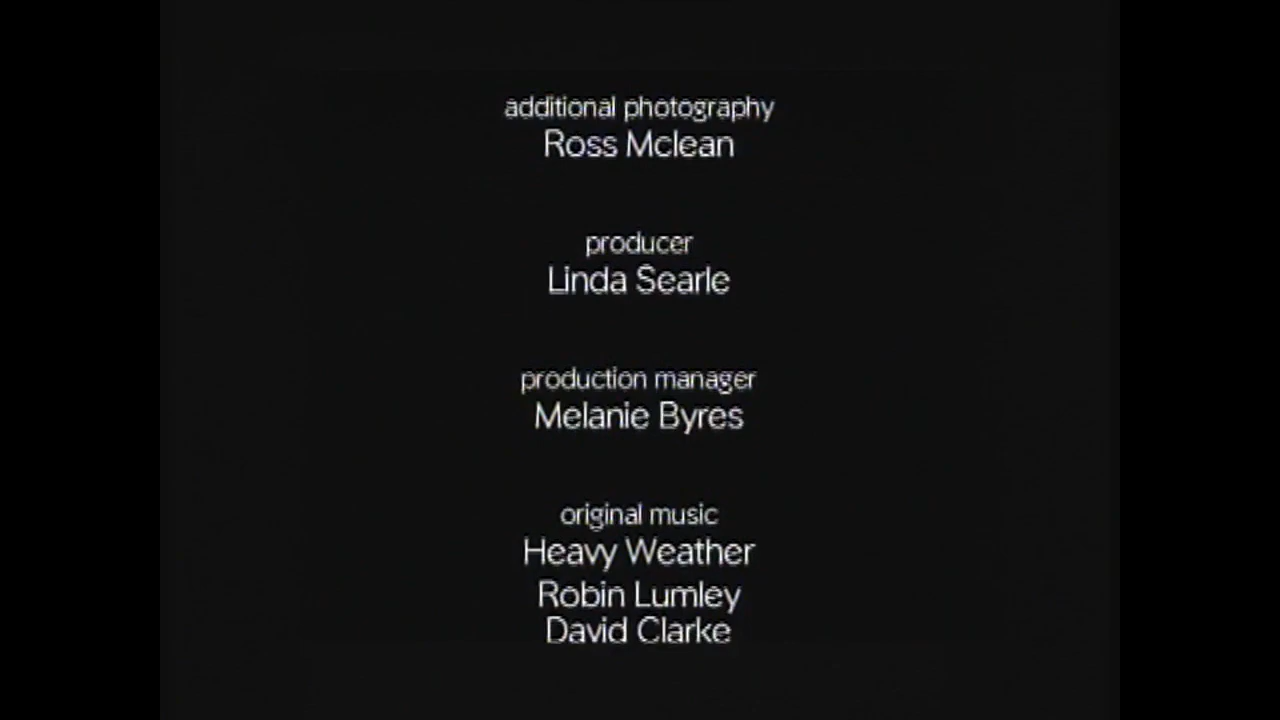 additional photography
Ross Mclean
producer
Linda Searle
production manager
Melanie Byres
original music
Heavy Weather
Robin Lumley
David Clarke